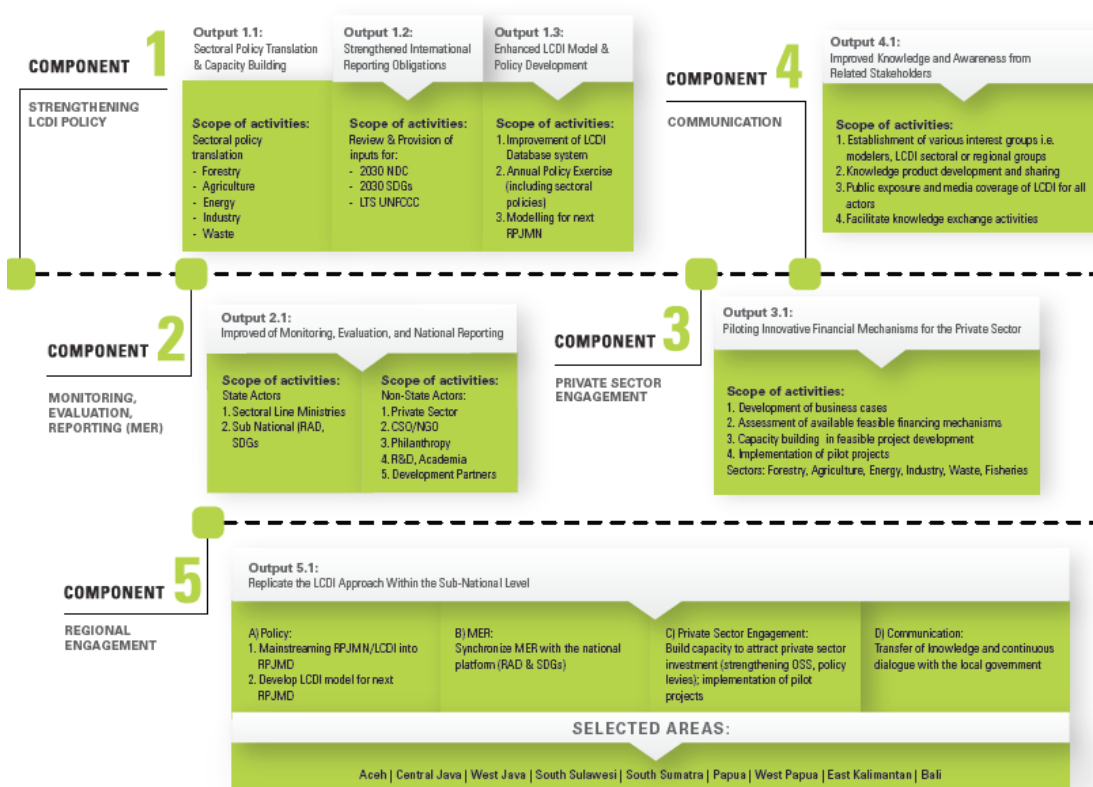 COMPONENT 1
STRENGTHENING
LCDI POLICY
Output 1.1:
Sectoral Policy Translation
& Capacity Building
Scope of activities:
Sectoral policy
translation
- Forestry
- Agriculture
- Energy
- Industry
- Waste
Output 1.2:
Strengthened International
Reporting Obligations
Scope of activities:
Review & Provision of
inputs for:
- 2030 NDC
- 2030 SDGs
- LTS UNFCCC
Output 1.3:
Enhanced LCDI Model &
Policy Development
Scope of activities:
1. Improvement of LCDI
Database system
2. Annual Policy Exercise
(including sectoral
policies)
3. Modelling for next
RPJMN
COMPONENT 4
COMMUNICATION
Output 4.1:
Improved Knowledge and Awareness from
Related Stakeholders
Scope of activities:
1. Establishment of various interest groups i.e.
modelers, LCDI sectoral or regional groups
2. Knowledge product development and sharing
3. Public exposure and media coverage of LCDI for all
actors
4. Facilitate knowledge exchange activities
COMPONENT 2
MONITORING,
EVALUATION,
REPORTING (MER)
Output 2.1:
Improved of Monitoring, Evaluation, and National Reporting
Scope of activities:
State Actors
1. Sectoral Line Ministries
2. Sub National (RAD,
SDGs
Scope of activities:
Non-State Actors:
1. Private Sector
2. CSO/NGO
3. Philanthropy
4. R&D, Academia
5. Development Partners
COMPONENT 3
PRIVATE SECTOR
ENGAGEMENT
Output 3.1:
Piloting Innovative Financial Mechanisms for the Private Sector
Scope of activities:
1. Development of business cases
2. Assessment of available feasible financing mechanisms
3. Capacity building in feasible project development
4. Implementation of pilot projects
Sectors: Forestry, Agriculture, Energy, Industry, Waste, Fisheries
COMPONENT 5
REGIONAL
ENGAGEMENT
Output 5.1:
Replicate the LCDI Approach Within the Sub-National Level
A) Policy:
1. Mainstreaming RPJMN/LCDI into
RPJMD
2. Develop LCDI model for next
RPJMD
B) MER:
Synchronize MER with the national
platform (RAD & SDGs)
C) Private Sector Engagement:
Build capacity to attract private sector
investment (strengthening OSS, policy
levies); implementation of pilot
projects
D) Communication:
Transfer of knowledge and continuous
dialogue with the local government
SELECTED AREAS:
Aceh | Central Java | West Java | South Sulawesi | South Sumatra | Papua | West Papua | East Kalimantan | Bali